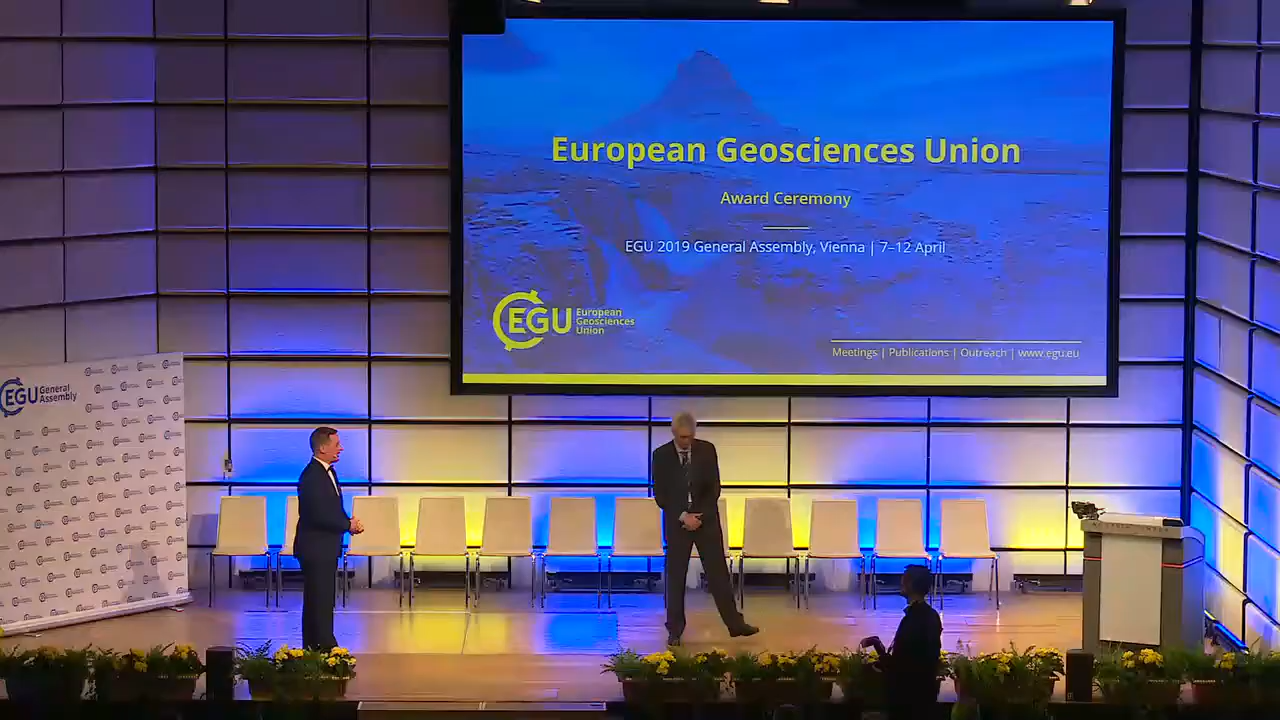 European Geosciences Union
Award Ceremony
EGU 2019 General Assembly, Vienna | 7–12 April
EGU
European
Geosciences
Union
Meetings | Publications | Outreach | www.egu.eu
EGU
General
Assembly